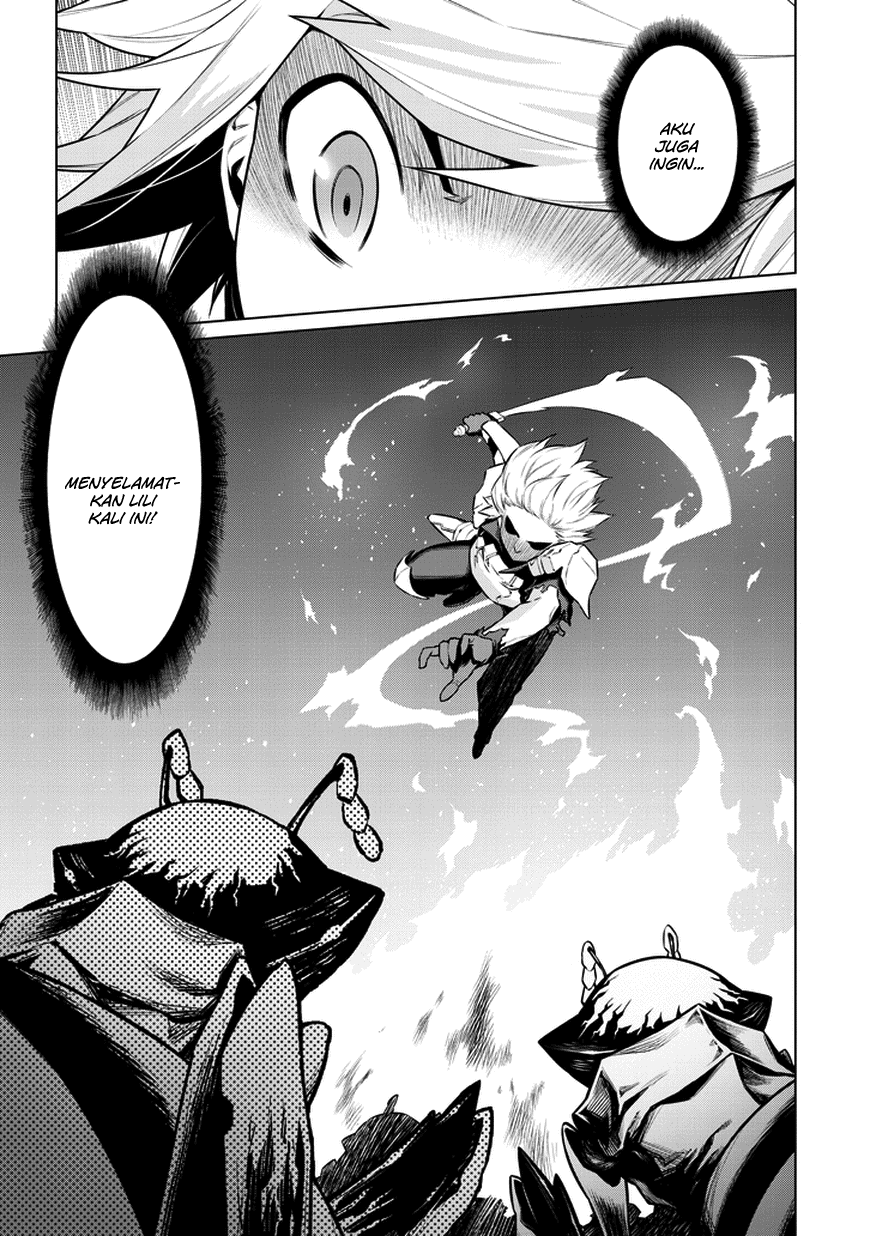 AKU
JUGA
INGIN...
MENYELAMAT-
KAN LILI
KALI INI!